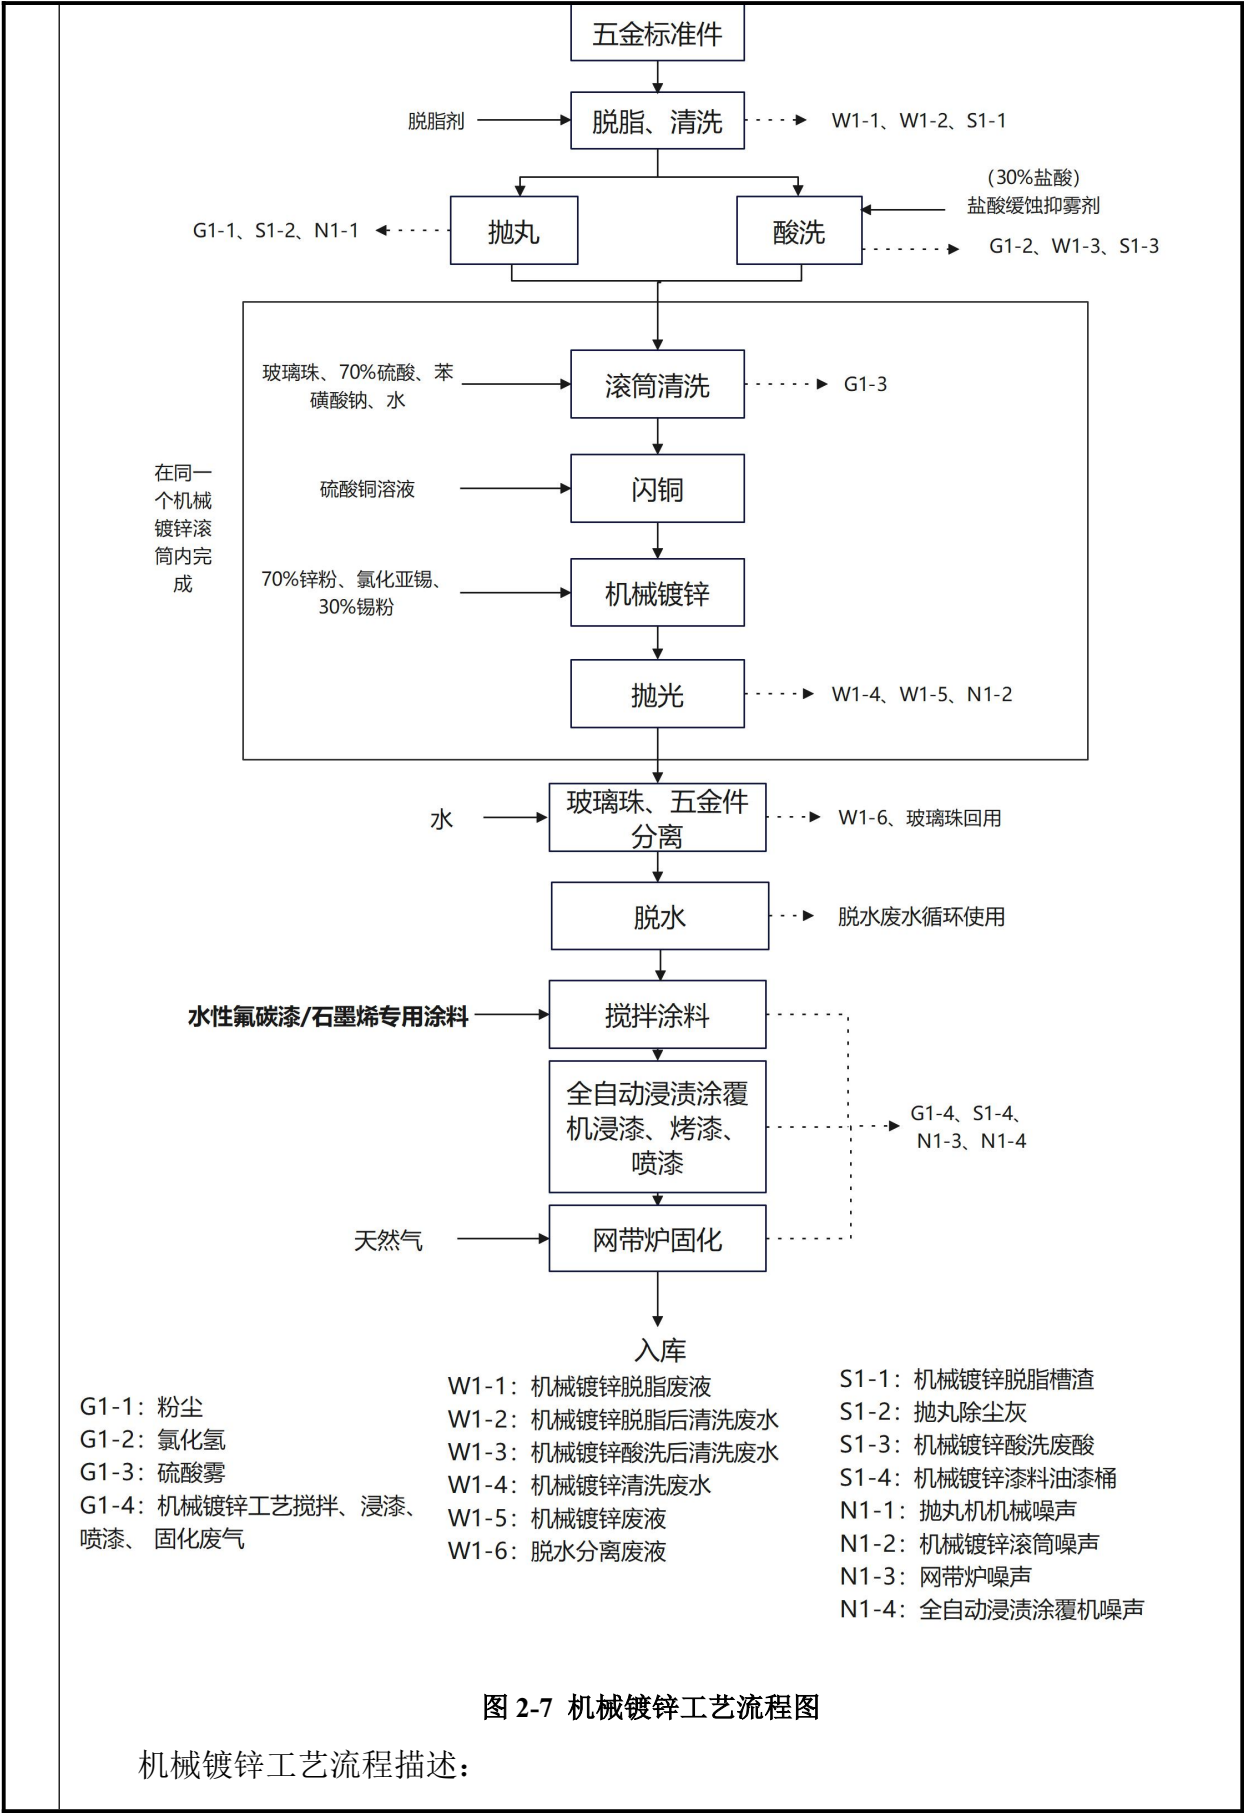 五金标准件
脱脂剂
脱脂、清洗
W1-1、W1-2、S1-1
(30%盐酸)
盐酸缓蚀抑雾剂
G1-1、S1-2、N1-1
抛丸
酸洗
G1-2、W1-3、S1-3
玻璃珠、70%硫酸、苯
磺酸钠、水
滚筒清洗
G1-3
在同一
个机械
镀锌滚
筒内完
成
硫酸铜溶液
闪铜
70%锌粉、氯化亚锡、
30%锡粉
机械镀锌
抛光
W1-4、W1-5、N1-2
水
玻璃珠、五金件
分离
W1-6、玻璃珠回用
脱水
脱水废水循环使用
水性氟碳漆/石墨烯专用涂料
搅拌涂料
全自动浸渍涂覆
机浸漆、烤漆、
喷漆
G1-4、S1-4、
N1-3、N1-4
天然气
网带炉固化
入库
G1-1：粉尘
G1-2：氯化氢
G1-3：硫酸雾
G1-4：机械镀锌工艺搅拌、浸漆、
喷漆、 固化废气
W1-1：机械镀锌脱脂废液
W1-2：机械镀锌脱脂后清洗废水
W1-3：机械镀锌酸洗后清洗废水
W1-4：机械镀锌清洗废水
W1-5：机械镀锌废液
W1-6：脱水分离废液
S1-1：机械镀锌脱脂槽渣
S1-2：抛丸除尘灰
S1-3：机械镀锌酸洗废酸
S1-4：机械镀锌漆料油漆桶
N1-1：抛丸机机械噪声
N1-2：机械镀锌滚筒噪声
N1-3：网带炉噪声
N1-4：全自动浸渍涂覆机噪声
图 2-7 机械镀锌工艺流程图
机械镀锌工艺流程描述：